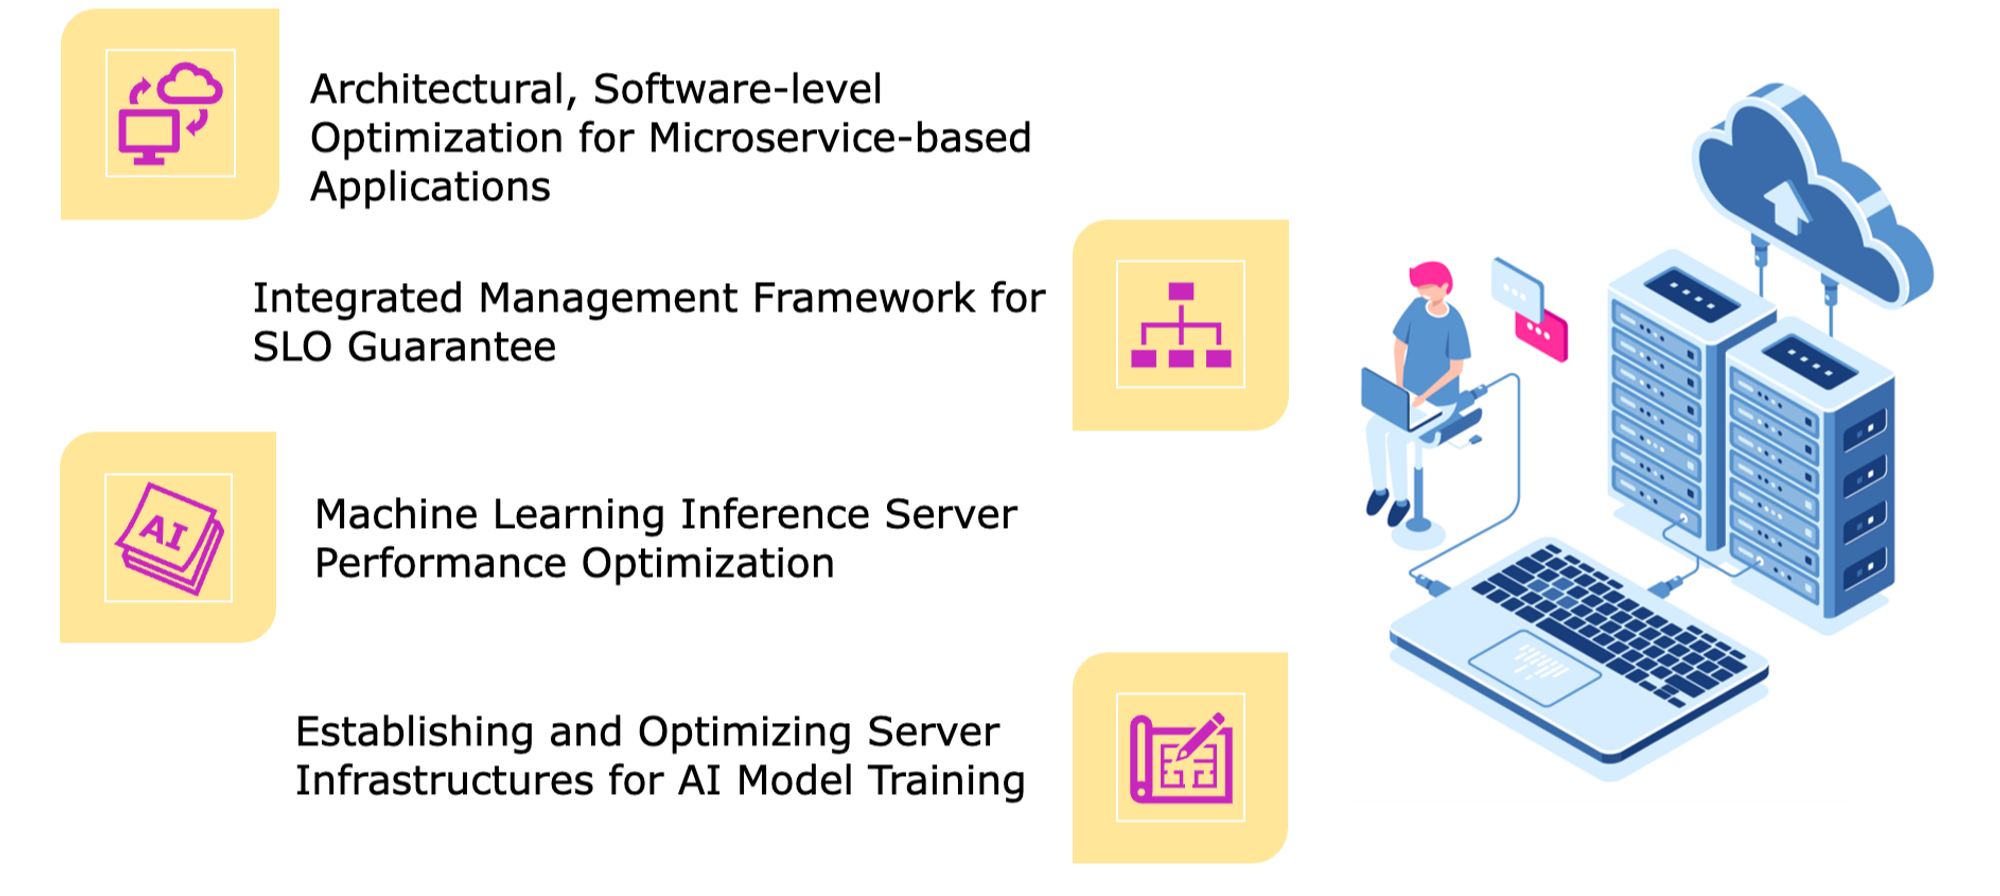 Architectural, Software-level
Optimization for Microservice-based
Applications
Integrated Management Framework for
SLO Guarantee
AI
Machine Learning Inference Server
Performance Optimization
Establishing and Optimizing Server
Infrastructures for AI Model Training